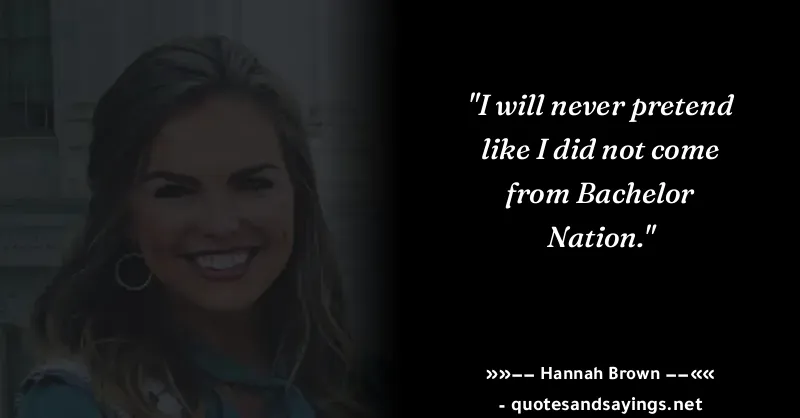 "I will never pretend
like I did not come
from Bachelor
Nation."
»»−− Hannah Brown −−««
- quotesandsayings.net